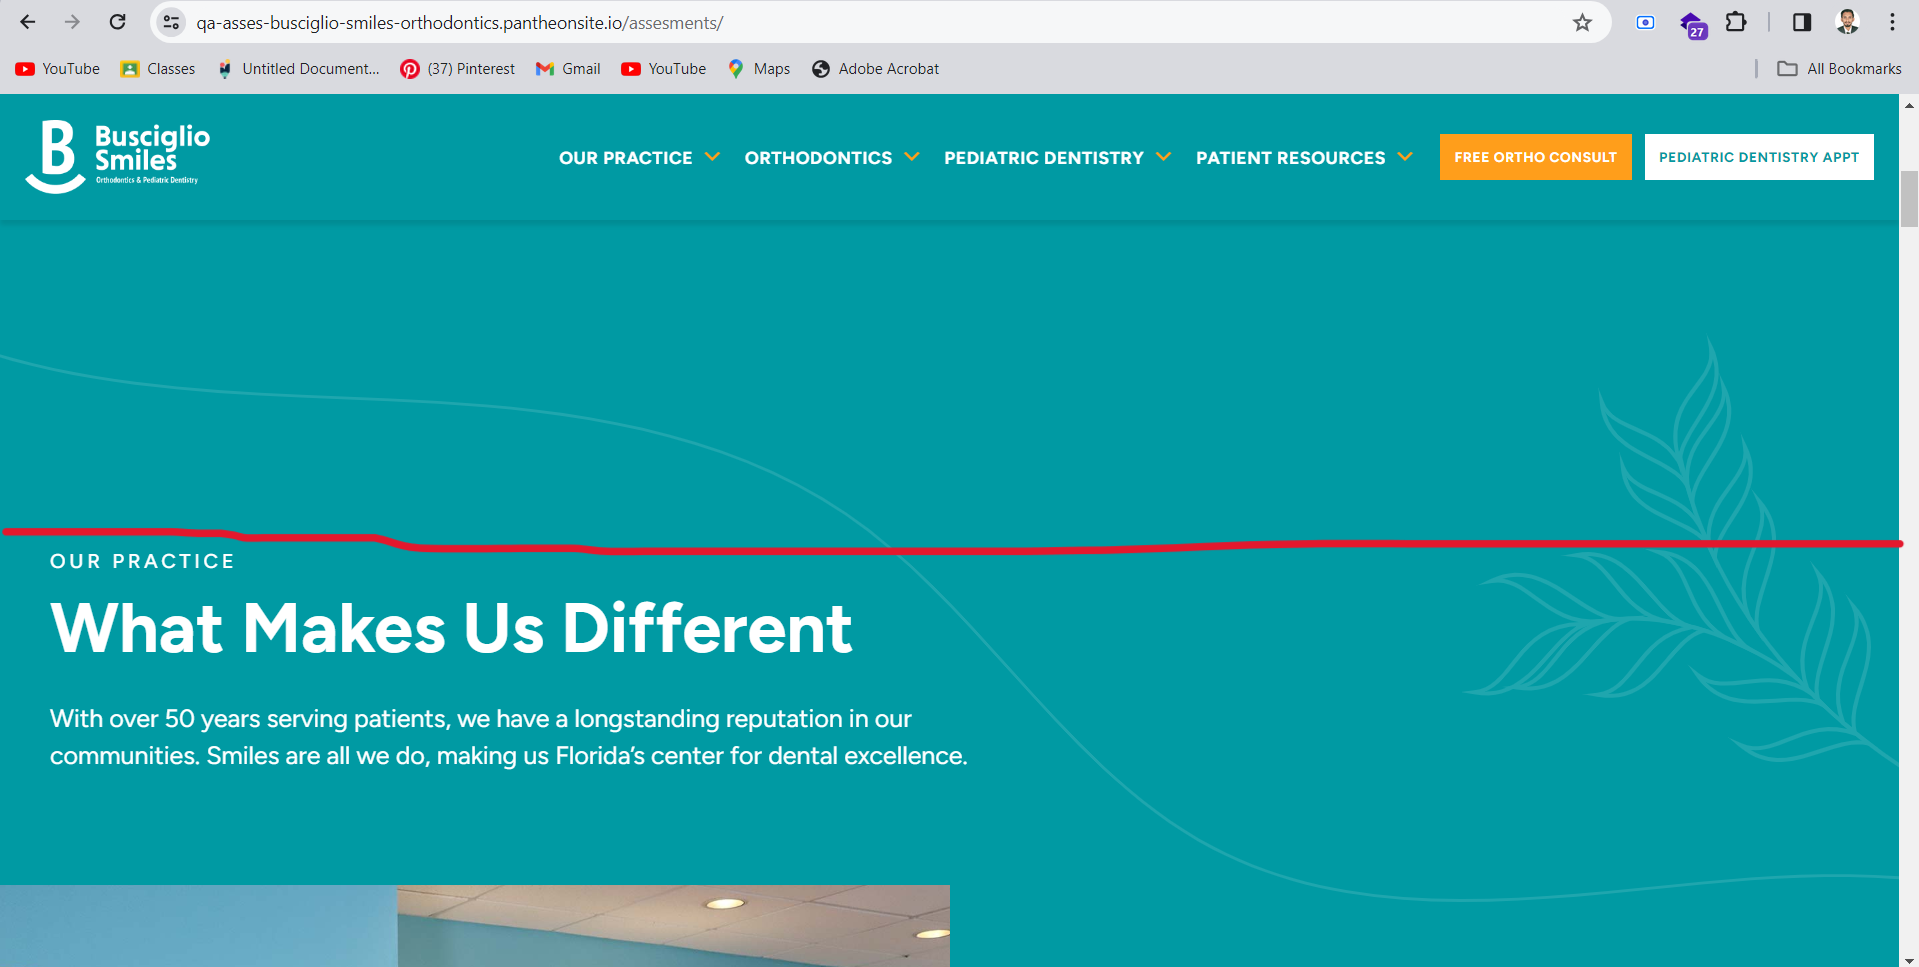 qa-asses-busciglio-smiles-orthodontics.pantheonsite.io/assesments/
27
YouTube Classes Untitled Document... (37) Pinterest Gmail YouTube Maps Adobe Acrobat All Bookmarks
B Busciglio
Smiles
Orthodontics & Pediatric Dentistry
OUR PRACTICE ORTHODONTICS PEDIATRIC DENTISTRY PATIENT RESOURCES FREE ORTHO CONSULT PEDIATRIC DENTISTRY APPT
OUR PRACTICE
What Makes Us Different
With over 50 years serving patients, we have a longstanding reputation in our
communities. Smiles are all we do, making us Florida’s center for dental excellence.